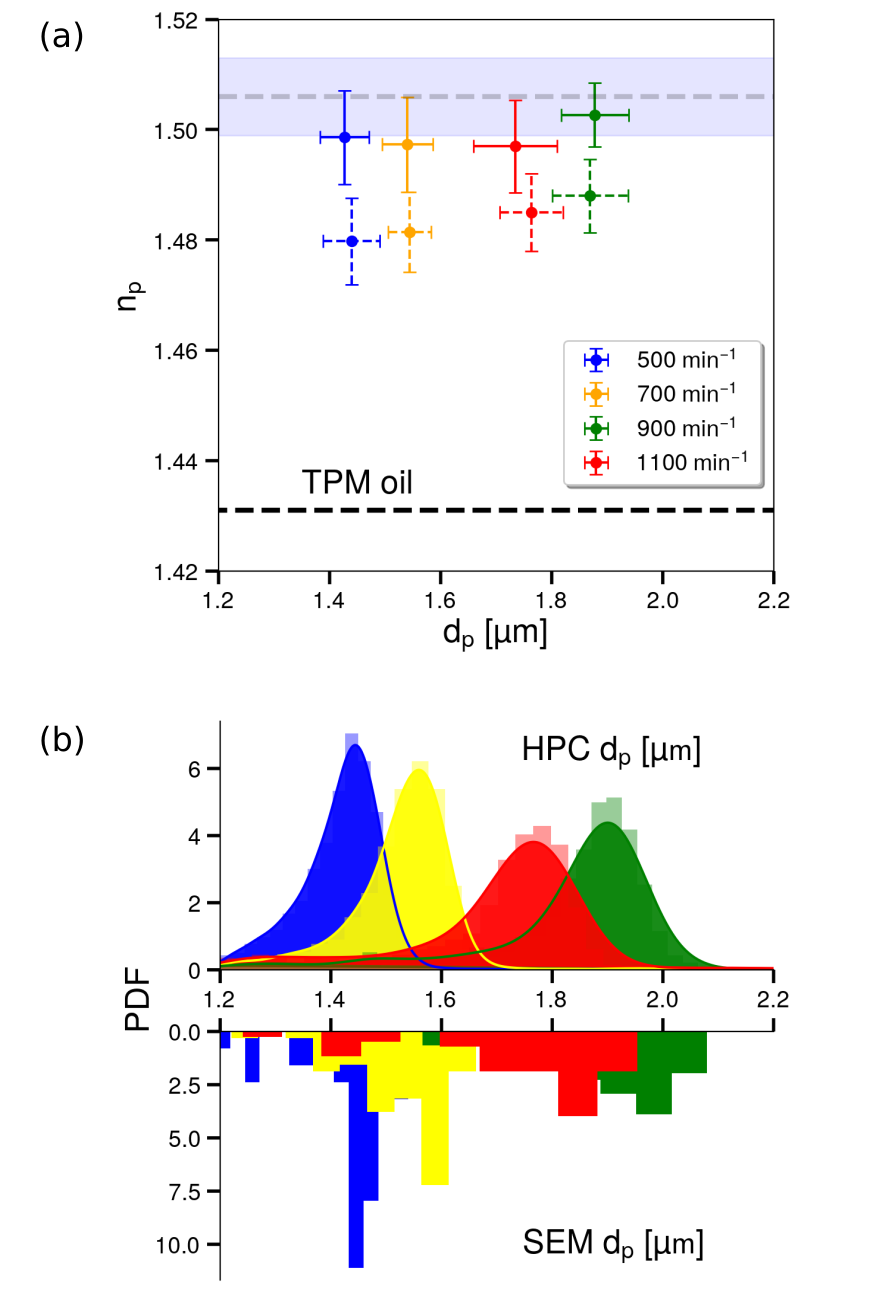 (a)
1.52
1.50
1.48
1.46
1.44
1.42
n_p
500 min⁻¹
700 min⁻¹
900 min⁻¹
1100 min⁻¹
TPM oil
1.2 1.4 1.6 1.8 2.0 2.2
d_p [μm]
(b)
HPC d_p [μm]
6
4
2
0
1.2 1.4 1.6 1.8 2.0 2.2
PDF
0.0
2.5
5.0
7.5
10.0
SEM d_p [μm]